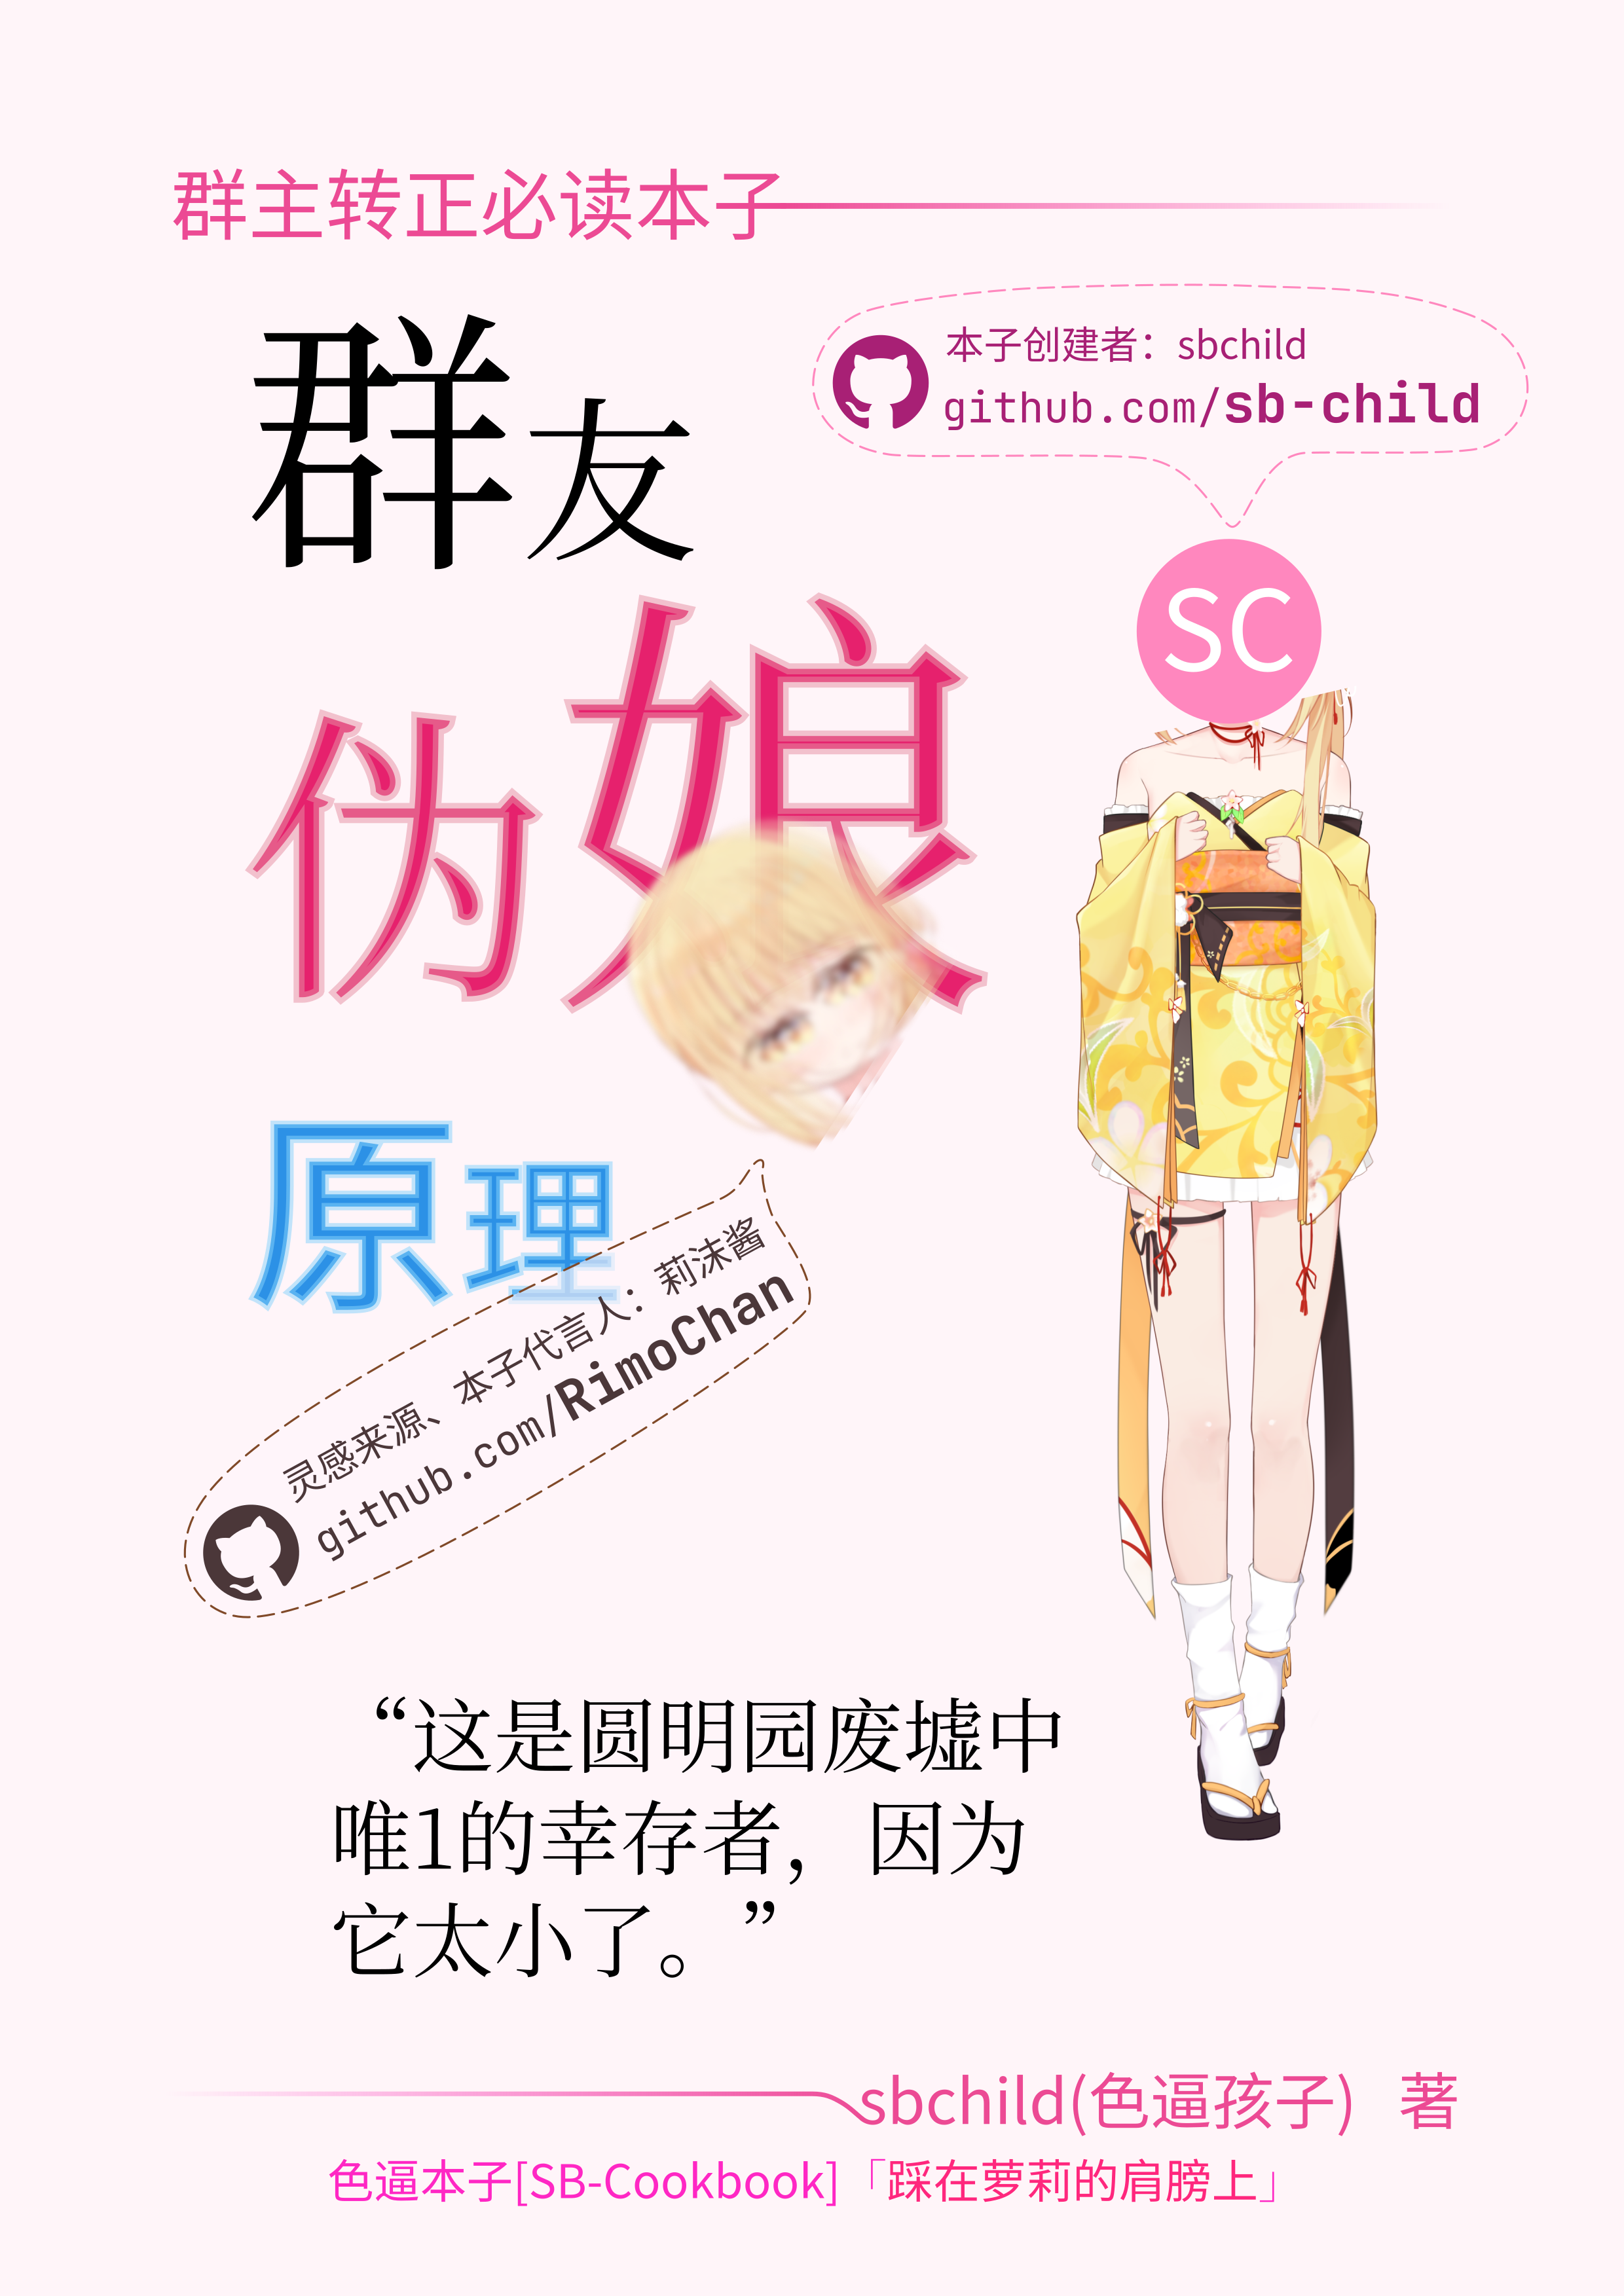 群主转正必读本子
本子创建者：sbchild
github.com/sb-child
群友
SC
伪娘
原理
灵感来源、本子代言人：莉沫酱
github.com/RimoChan
“这是圆明园废墟中
唯1的幸存者，因为
它太小了。”
sbchild(色逼孩子) 著
色逼本子[SB-Cookbook]「踩在萝莉的肩膀上」